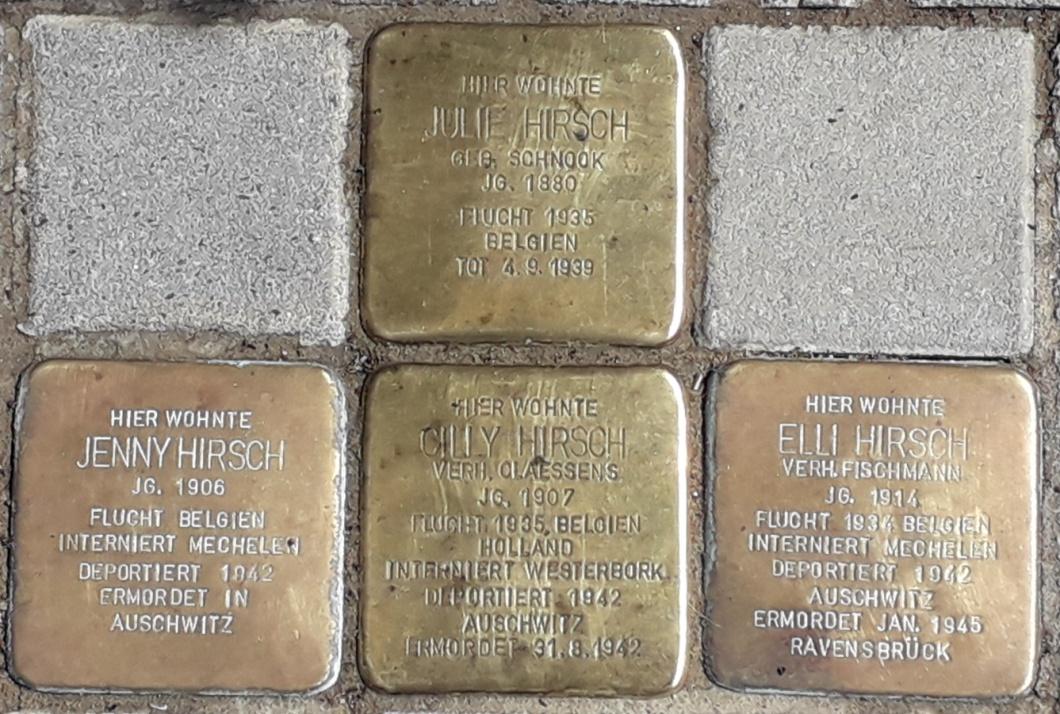 HIER WOHNTE
JULIE HIRSCH
GEB. SCHNOOK
JG. 1880
FLUCHT 1935
BELGIEN
TOT 4.9.1939
HIER WOHNTE
JENNY HIRSCH
JG. 1906
FLUCHT BELGIEN
INTERNIERT MECHELEN
DEPORTIERT 1942
ERMORDET IN
AUSCHWITZ
HIER WOHNTE
CILLY HIRSCH
VERH. CLAESSENS
JG. 1907
FLUCHT 1935 BELGIEN
HOLLAND
INTERNIERT WESTERBORK
DEPORTIERT 1942
AUSCHWITZ
ERMORDET 31.8.1942
HIER WOHNTE
ELLI HIRSCH
VERH. FISCHMANN
JG. 1914
FLUCHT 1934 BELGIEN
INTERNIERT MECHELEN
DEPORTIERT 1942
AUSCHWITZ
ERMORDET JAN. 1945
RAVENSBRÜCK